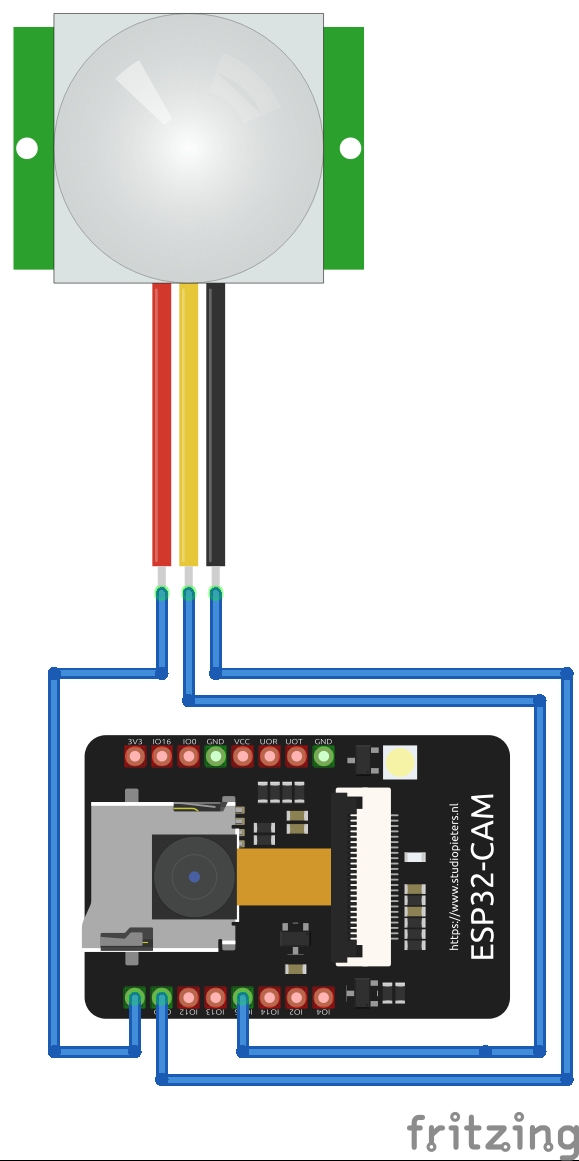 3V3 IO16 IO0 GND VCC UOR UOT GND
https://www.studiopieters.nl
ESP32-CAM
IO12 IO13 IO14 IO2 IO4
fritzing